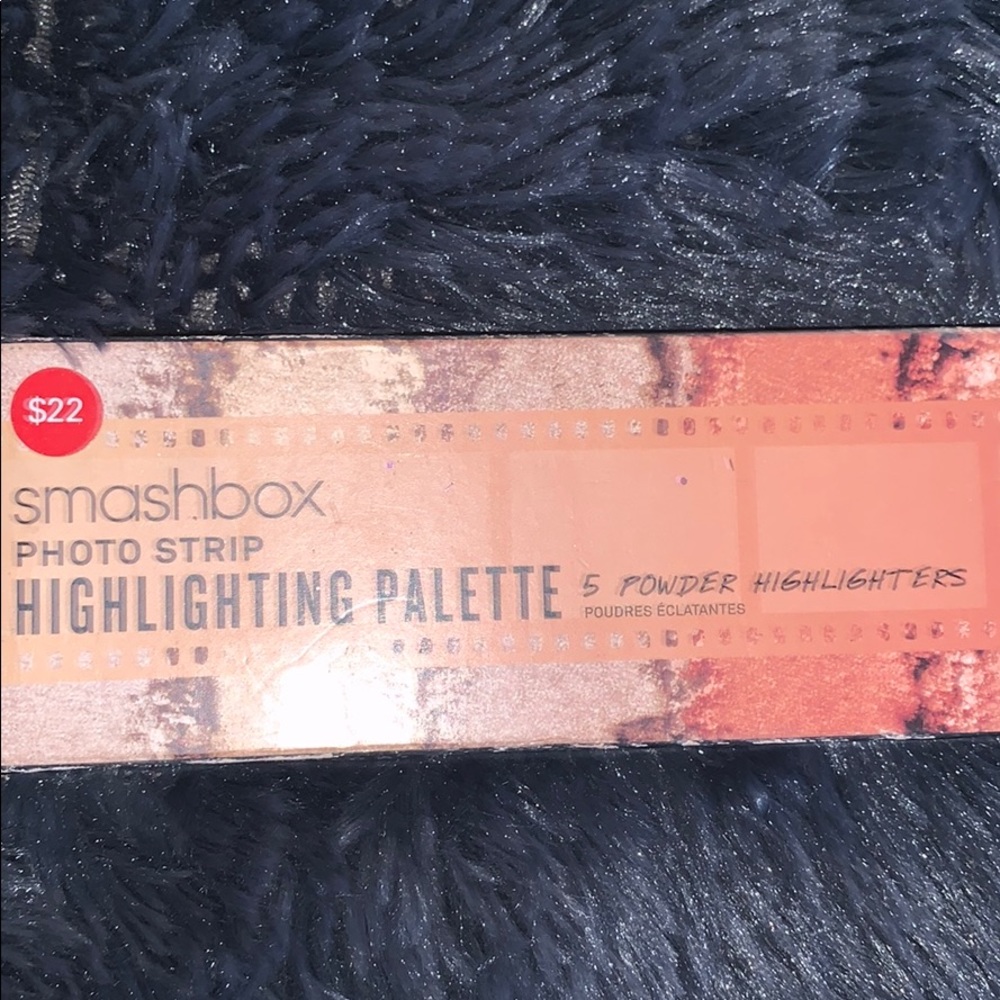 $22
smashbox
PHOTO STRIP
HIGHLIGHTING PALETTE
5 POWDER HIGHLIGHTERS
POUDRES ÉCLATANTES